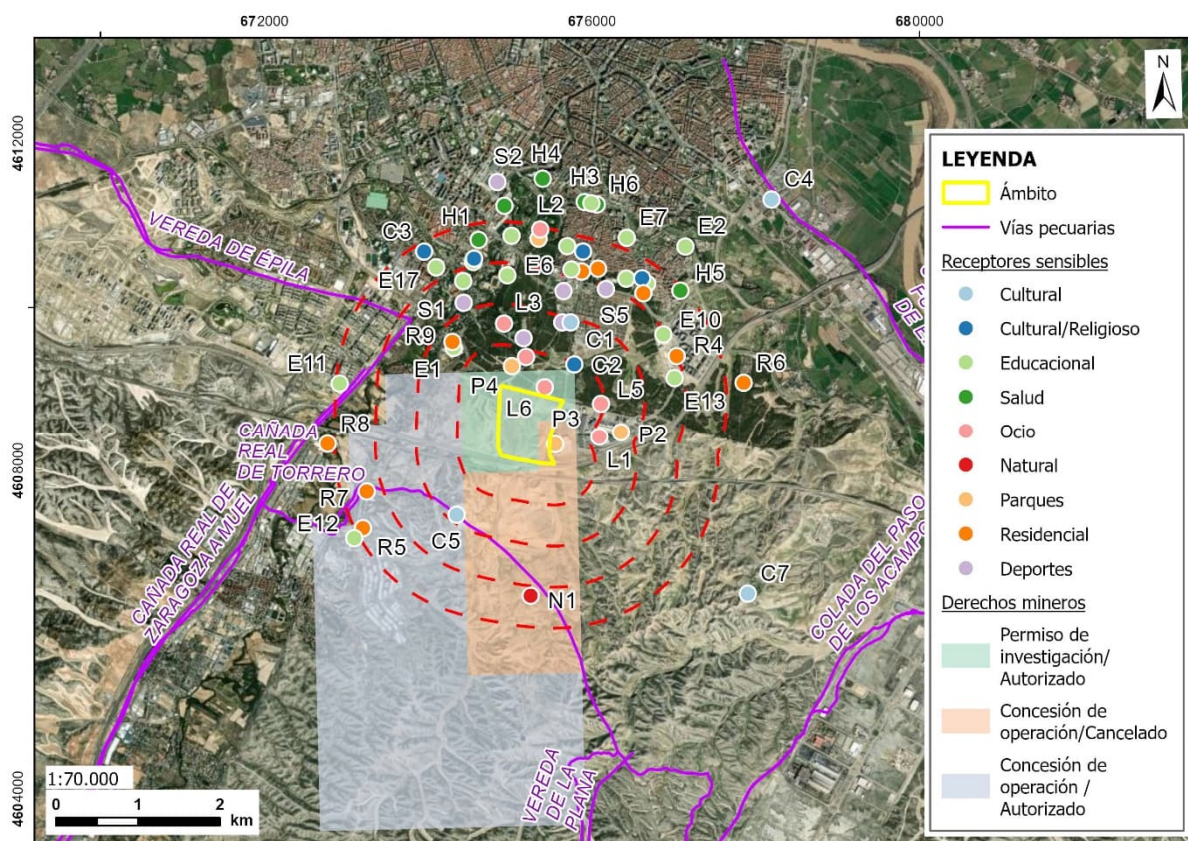 672000
676000
680000
4612000
4608000
4604000
N
S2
H4
H3
H6
L2
C4
VEREDA DE ÉPILA
C3
H1
E7
E2
E17
E6
H5
S1
L3
S5
E10
R9
C1
R4
R6
E11
E1
C2
P4
L5
E13
L6
P3
P2
R8
L1
CAÑADA
REAL
DE TORRERO
R7
CAÑADA REAL DE
ZARAGOZA A MUEL
E12
R5
C5
N1
C7
COLADA DEL PASO
DE LOS ACAMPO
VEREDA
DE LA
PLANA
1:70.000
0 1 2
km
LEYENDA
Ámbito
Vías pecuarias
Receptores sensibles
Cultural
Cultural/Religioso
Educacional
Salud
Ocio
Natural
Parques
Residencial
Deportes
Derechos mineros
Permiso de
investigación/
Autorizado
Concesión de
operación/Cancelado
Concesión de
operación /
Autorizado